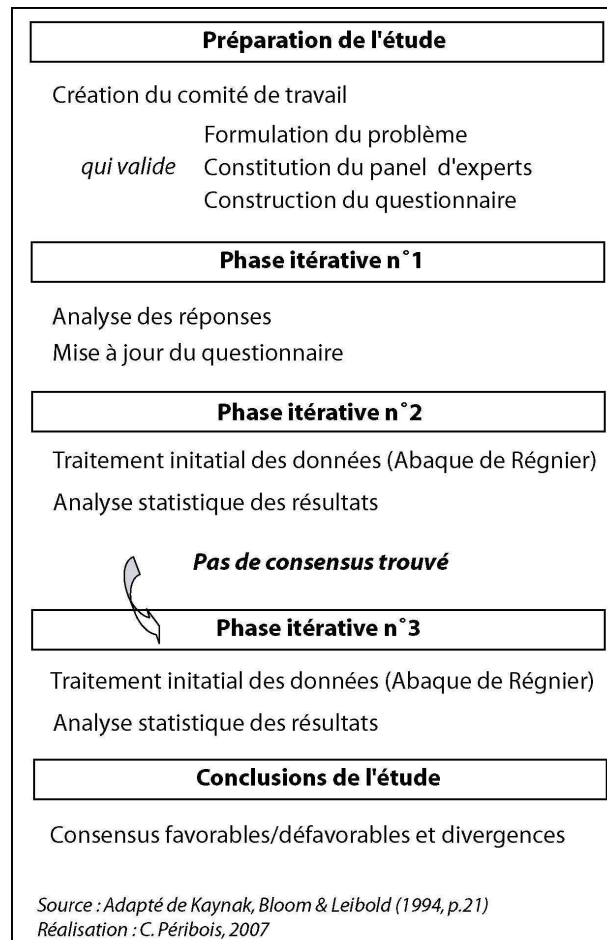 Préparation de l'étude
Création du comité de travail
Formulation du problème
qui valide Constitution du panel d'experts
Construction du questionnaire
Phase itérative n°1
Analyse des réponses
Mise à jour du questionnaire
Phase itérative n°2
Traitement initatial des données (Abaque de Régnier)
Analyse statistique des résultats
Pas de consensus trouvé
Phase itérative n°3
Traitement initatial des données (Abaque de Régnier)
Analyse statistique des résultats
Conclusions de l'étude
Consensus favorables/défavorables et divergences
Source : Adapté de Kaynak, Bloom & Leibold (1994, p.21)
Réalisation : C. Péribois, 2007